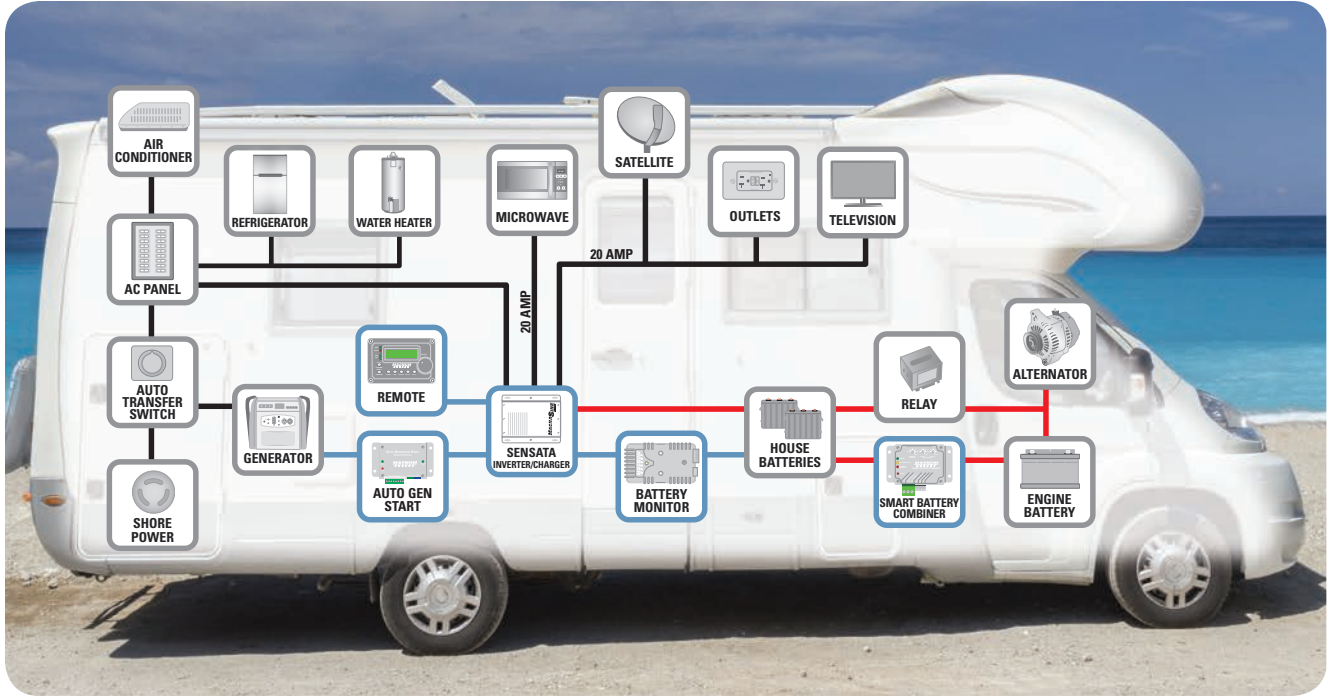 AIR
CONDITIONER
REFRIGERATOR
WATER HEATER
MICROWAVE
SATELLITE
OUTLETS
TELEVISION
AC PANEL
20 AMP
20 AMP
AUTO
TRANSFER
SWITCH
GENERATOR
REMOTE
SENSATA
INVERTER/CHARGER
RELAY
ALTERNATOR
SHORE
POWER
AUTO GEN
START
BATTERY
MONITOR
HOUSE
BATTERIES
SMART BATTERY
COMBINER
ENGINE
BATTERY